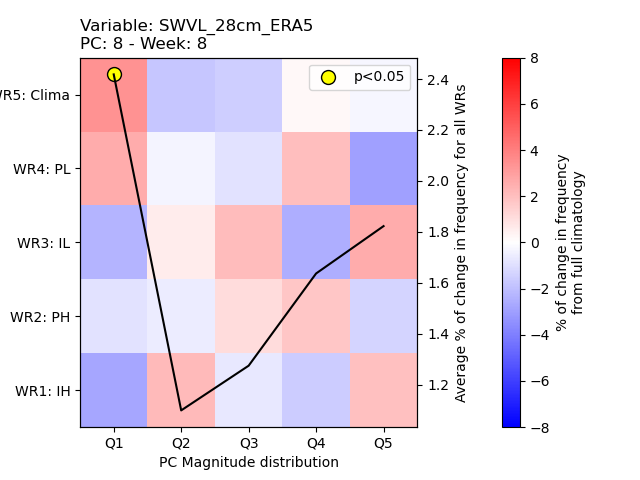 Variable: SWVL_28cm_ERA5
PC: 8 - Week: 8
p<0.05
WR5: Clima
WR4: PL
WR3: IL
WR2: PH
WR1: IH
Q1 Q2 Q3 Q4 Q5
PC Magnitude distribution
2.4
2.2
2.0
1.8
1.6
1.4
1.2
Average % of change in frequency for all WRs
8
6
4
2
0
−2
−4
−6
−8
% of change in frequency
from full climatology